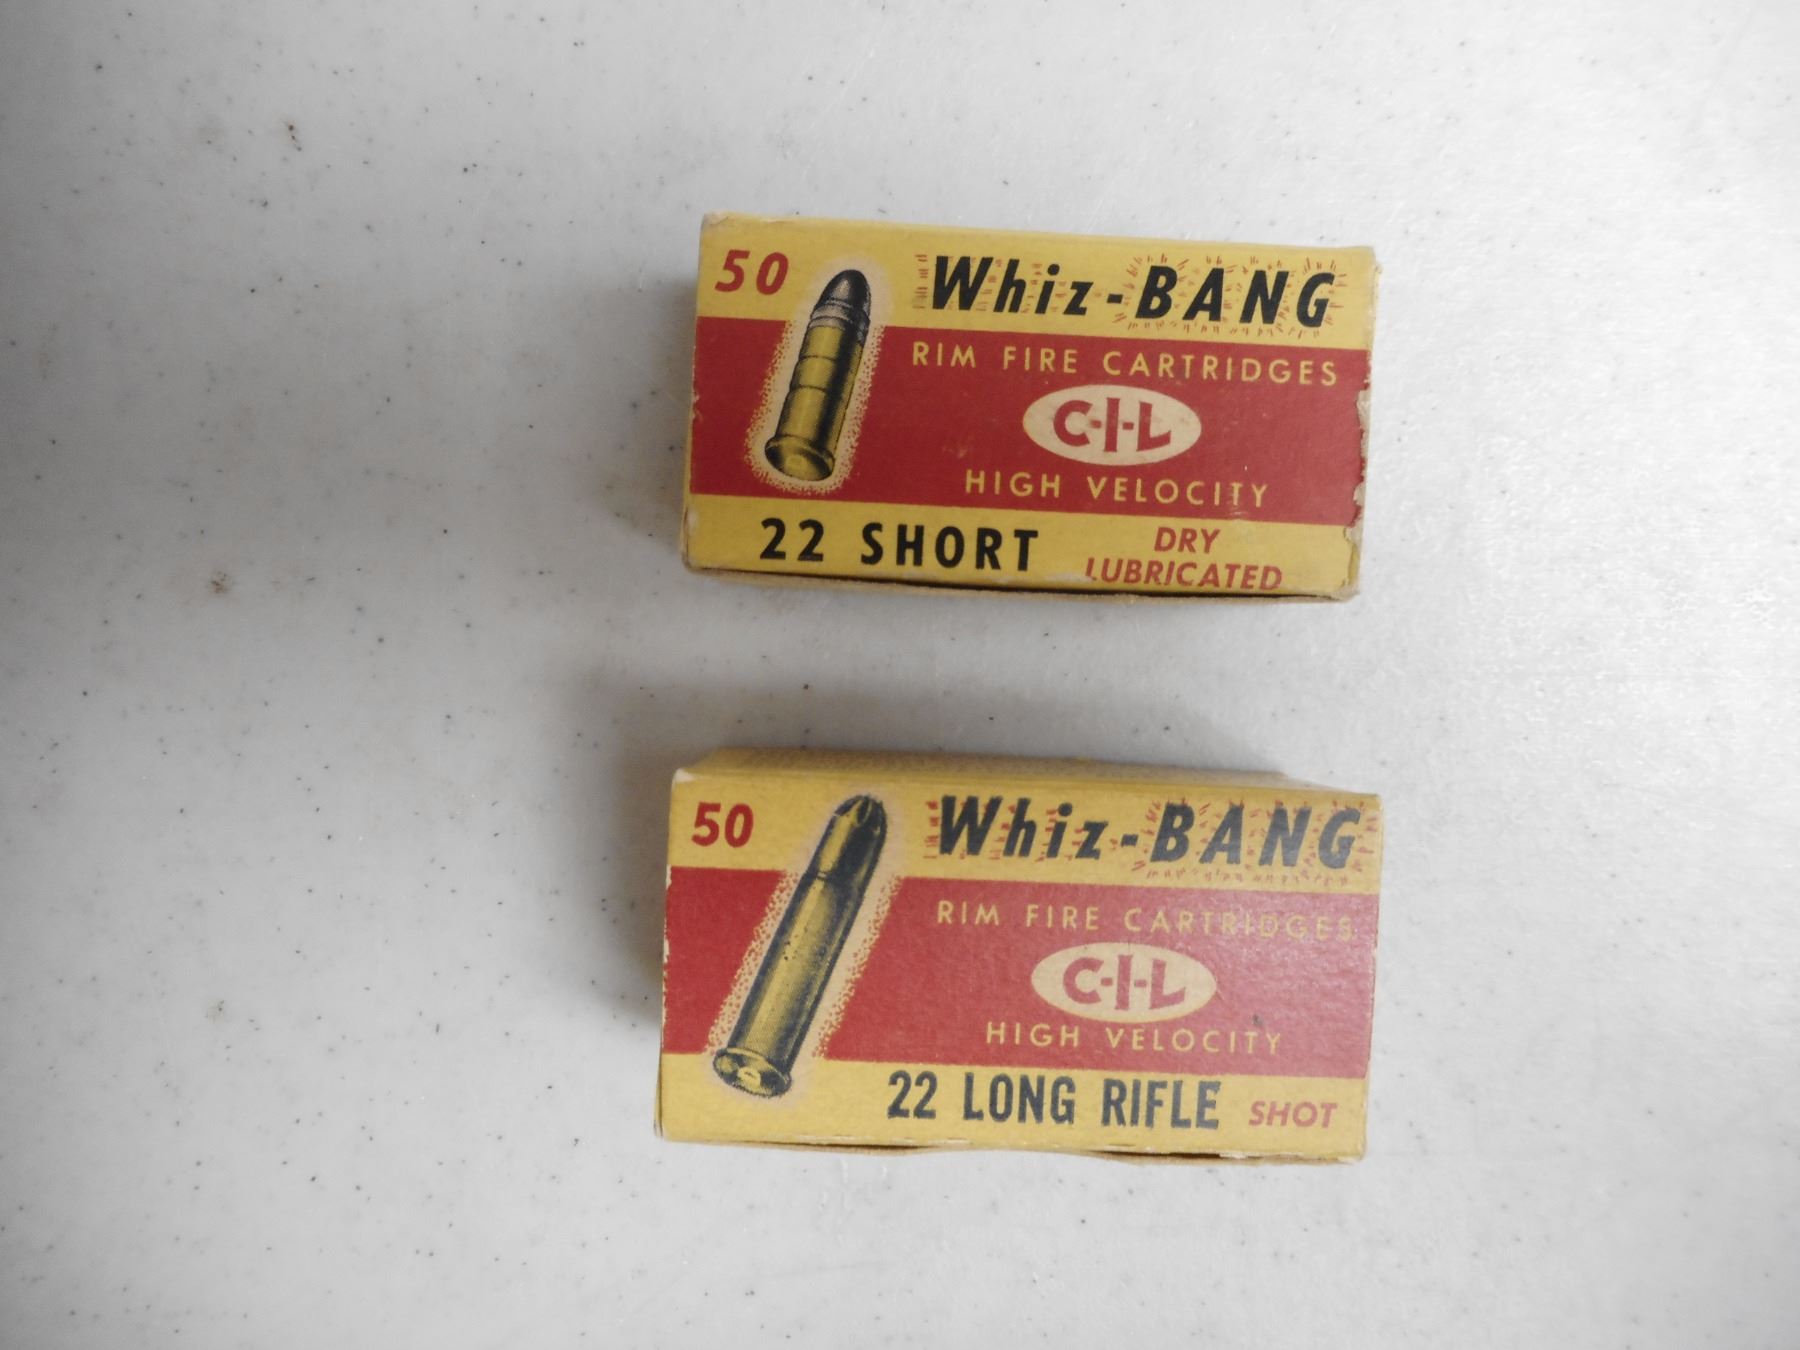 50 Whiz-BANG
RIM FIRE CARTRIDGES
C-I-L
HIGH VELOCITY
22 SHORT DRY
LUBRICATED
50 Whiz-BANG
RIM FIRE CARTRIDGES
C-I-L
HIGH VELOCITY
22 LONG RIFLE SHOT